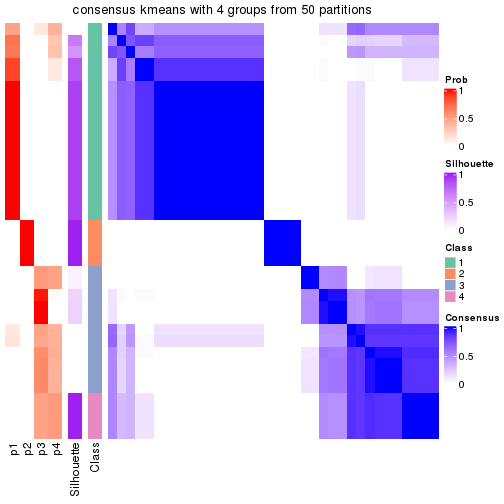 consensus kmeans with 4 groups from 50 partitions
Prob
1
0.5
0
Silhouette
1
0.5
0
Class
1
2
3
4
Consensus
1
0.5
0
p1
p2
p3
p4
Silhouette
Class